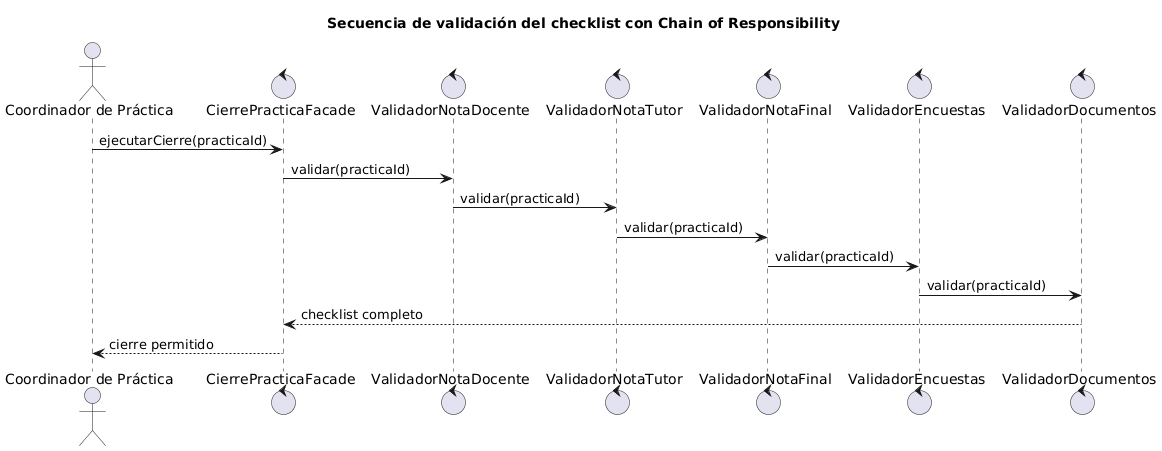 Secuencia de validación del checklist con Chain of Responsibility
Coordinador de Práctica CierrePracticaFacade ValidadorNotaDocente ValidadorNotaTutor ValidadorNotaFinal ValidadorEncuestas ValidadorDocumentos
ejecutarCierre(practicaId)
validar(practicaId)
validar(practicaId)
validar(practicaId)
validar(practicaId)
validar(practicaId)
checklist completo
cierre permitido
Coordinador de Práctica CierrePracticaFacade ValidadorNotaDocente ValidadorNotaTutor ValidadorNotaFinal ValidadorEncuestas ValidadorDocumentos